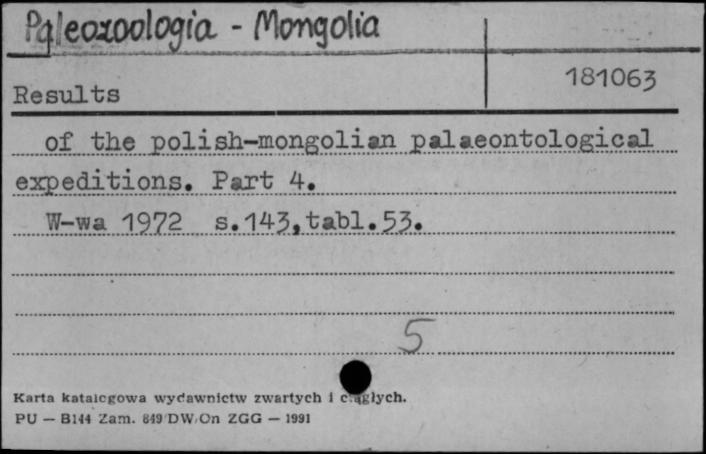 Paleozoologia - Mongolia
181063
Results
of the polish-mongolian palaeontological
expeditions. Part 4.
W-wa 1972 s.143,tabl.53.
5
Karta katalogowa wydawnictw zwartych i ciągłych.
PU — B144 Zam. 849 DW/On ZGG — 1991